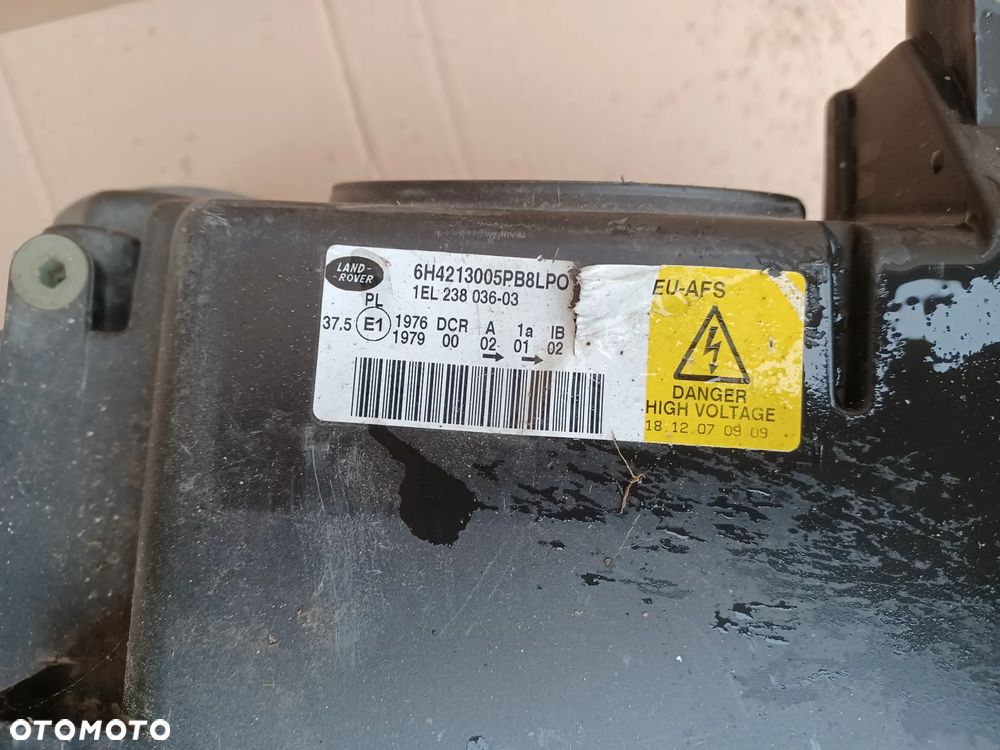 LAND-
-ROVER
6H4213005PB8LPO
1EL 238 036-03
PL
37.5 E1 1976 DCR A 1a IB
1979 00 02 01 02
EU-AFS
DANGER
HIGH VOLTAGE
18.12.07 09 09
OTOMOTO